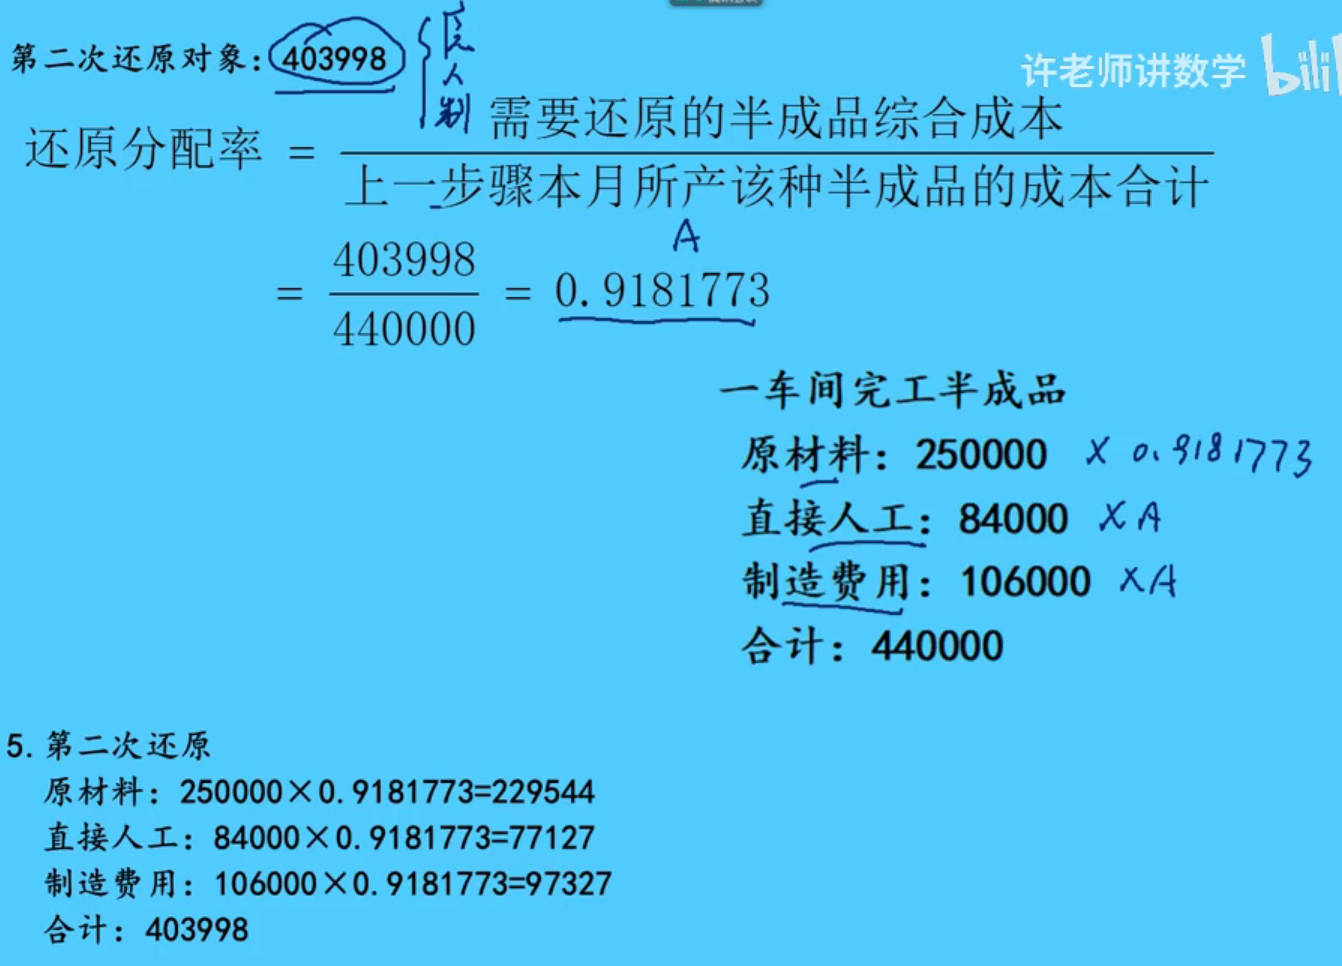 第二次还原对象：403998
原
人
制
许老师讲数学 bili
还原分配率 = 需要还原的半成品综合成本
上一步骤本月所产该种半成品的成本合计
A
= 403998
440000
= 0.9181773
一车间完工半成品
原材料：250000 × 0.9181773
直接人工：84000 ×A
制造费用：106000 ×A
合计：440000
5.第二次还原
原材料：250000×0.9181773=229544
直接人工：84000×0.9181773=77127
制造费用：106000×0.9181773=97327
合计：403998